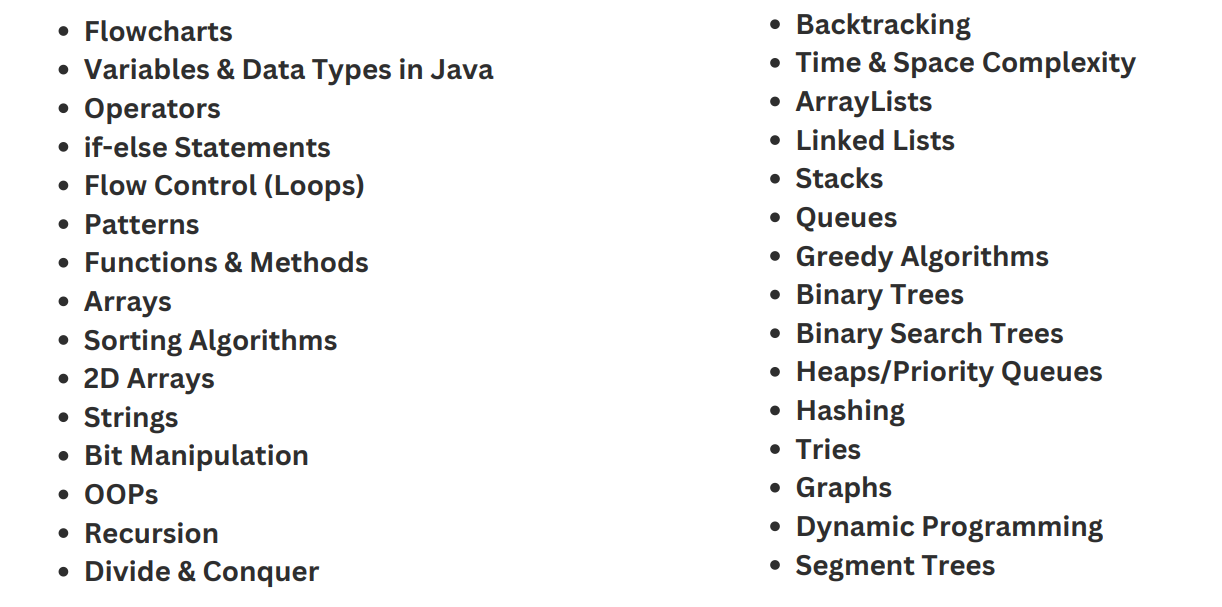 Flowcharts
Variables & Data Types in Java
Operators
if-else Statements
Flow Control (Loops)
Patterns
Functions & Methods
Arrays
Sorting Algorithms
2D Arrays
Strings
Bit Manipulation
OOPs
Recursion
Divide & Conquer
Backtracking
Time & Space Complexity
ArrayLists
Linked Lists
Stacks
Queues
Greedy Algorithms
Binary Trees
Binary Search Trees
Heaps/Priority Queues
Hashing
Tries
Graphs
Dynamic Programming
Segment Trees